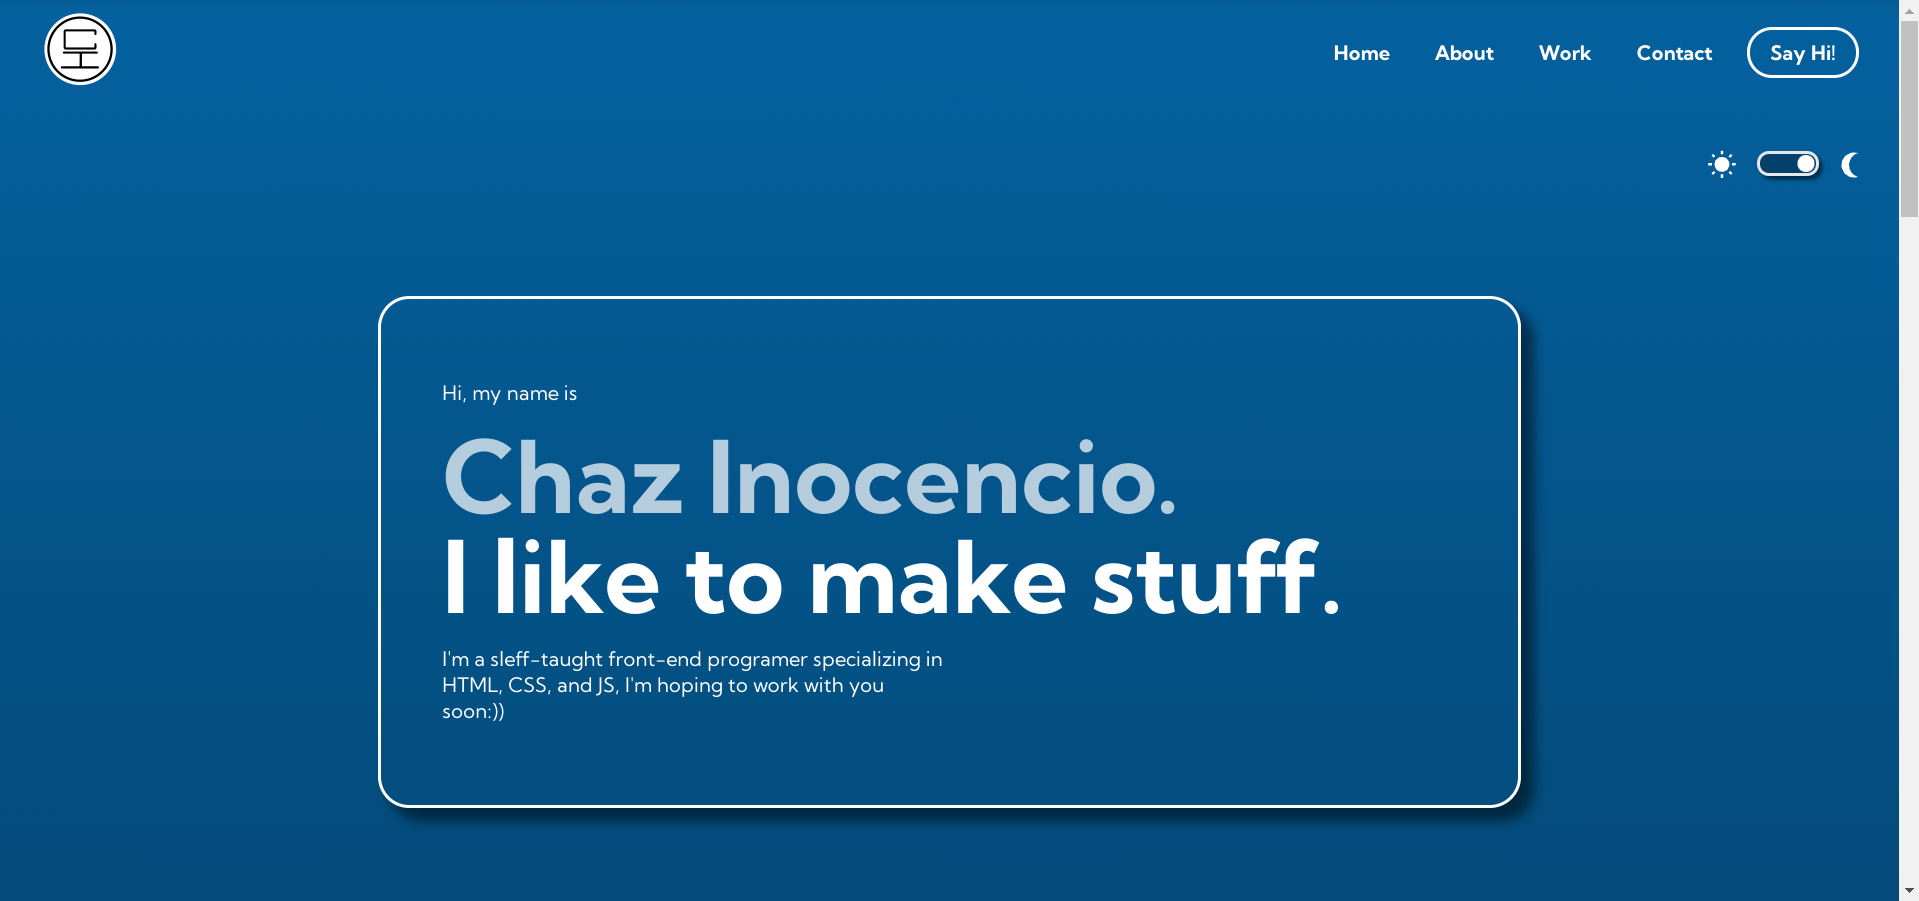 Home About Work Contact Say Hi!
Hi, my name is
Chaz Inocencio.
I like to make stuff.
I'm a sleff-taught front-end programer specializing in
HTML, CSS, and JS, I'm hoping to work with you
soon:))